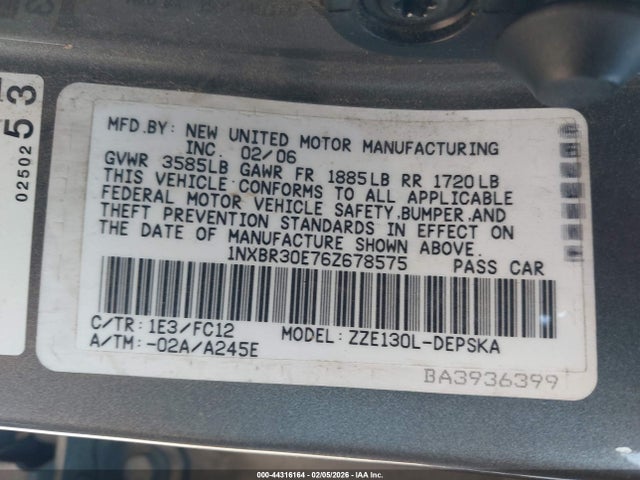 53
02502
MFD.BY: NEW UNITED MOTOR MANUFACTURING
INC. 02/06
GVWR 3585LB GAWR FR 1885LB RR 1720LB
THIS VEHICLE CONFORMS TO ALL APPLICABLE
FEDERAL MOTOR VEHICLE SAFETY,BUMPER,AND
THEFT PREVENTION STANDARDS IN EFFECT ON
THE DATE OF MANUFACTURE SHOWN ABOVE.
1NXBR30E76Z678575 PASS CAR
C/TR: 1E3/FC12 MODEL: ZZE130L-DEPSKA
A/TM: -02A/A245E
BA3936399
000-44316164 - 02/05/2026 - IAA Inc.